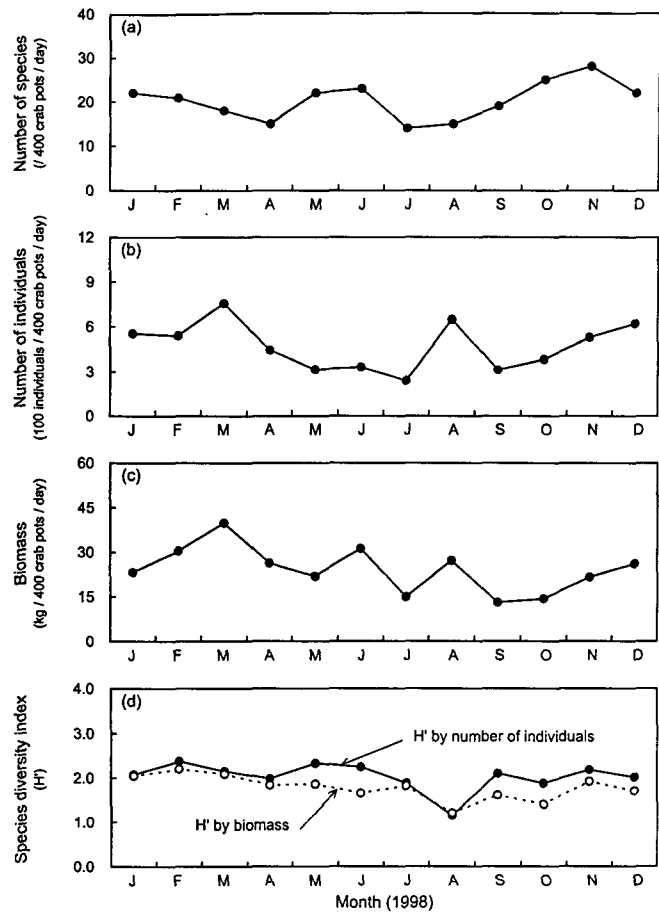 (a)
Number of species
(/ 400 crab pots / day)
40
30
20
10
0
J F M A M J J A S O N D
(b)
Number of individuals
(100 individuals / 400 crab pots / day)
12
9
6
3
0
J F M A M J J A S O N D
(c)
Biomass
(kg / 400 crab pots / day)
60
45
30
15
0
J F M A M J J A S O N D
(d)
Species diversity index
(H')
4.0
3.0
2.0
1.0
0.0
H' by number of individuals
H' by biomass
J F M A M J J A S O N D
Month (1998)